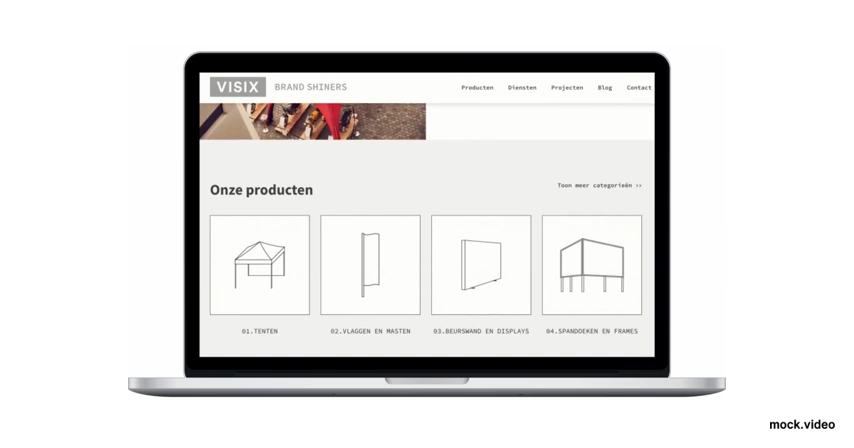 VISIX BRAND SHINERS
Producten Diensten Projecten Blog Contact
Onze producten
Toon meer categorieën >>
01.TENTEN
02.VLAGGEN EN MASTEN
03.BEURSWAND EN DISPLAYS
04.SPANDOEKEN EN FRAMES
mock.video